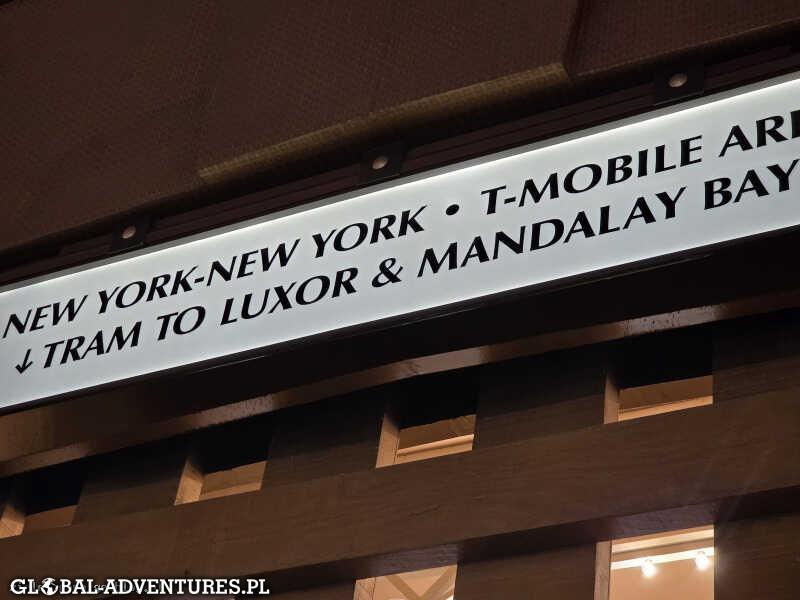 NEW YORK-NEW YORK • T-MOBILE
↓ TRAM TO LUXOR & MANDALAY BAY
GLOBAL-ADVENTURES.PL